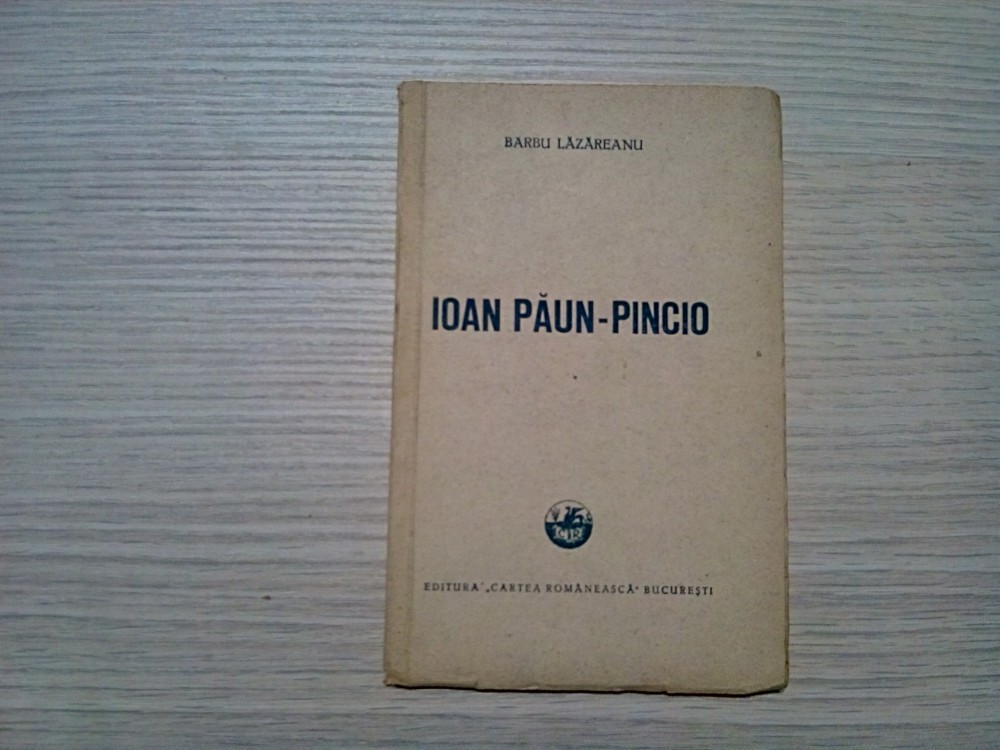 BARBU LĂZĂREANU
IOAN PĂUN-PINCIO
EDITURA „CARTEA ROMÂNEASCĂ“ BUCUREȘTI